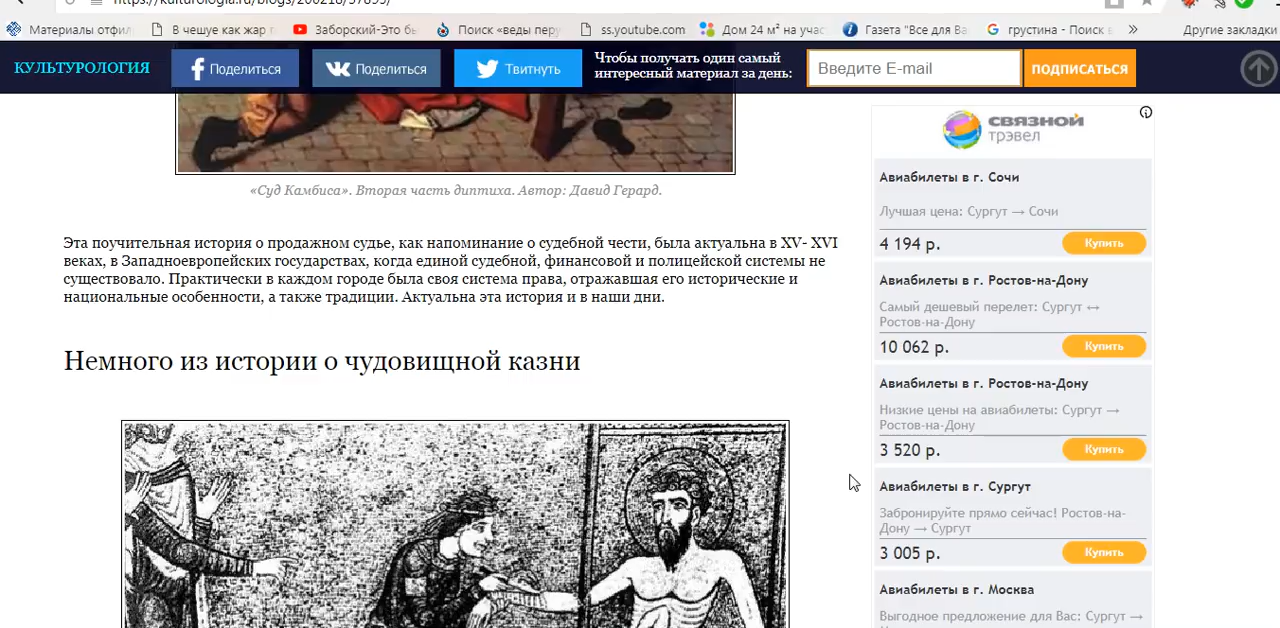 https://kulturologia.ru/blogs/200218/37893/
Материалы отфил
В чешуе как жар г
Заборский-Это бы
Поиск «веды перу
ss.youtube.com
Дом 24 м² на учас
Газета "Все для Ва
грустина - Поиск в
»
Другие закладки
КУЛЬТУРОЛОГИЯ
Поделиться
Поделиться
Твитнуть
Чтобы получать один самый
интересный материал за день:
Введите E-mail
ПОДПИСАТЬСЯ
«Суд Камбиса». Вторая часть диптиха. Автор: Давид Герард.
Эта поучительная история о продажном судье, как напоминание о судебной чести, была актуальна в XV- XVI
веках, в Западноевропейских государствах, когда единой судебной, финансовой и полицейской системы не
существовало. Практически в каждом городе была своя система права, отражавшая его исторические и
национальные особенности, а также традиции. Актуальна эта история и в наши дни.
Немного из истории о чудовищной казни
СВЯЗНОЙ
трэвел
Авиабилеты в г. Сочи
Лучшая цена: Сургут → Сочи
4 194 р.
Купить
Авиабилеты в г. Ростов-на-Дону
Самый дешевый перелет: Сургут ↔
Ростов-на-Дону
10 062 р.
Купить
Авиабилеты в г. Ростов-на-Дону
Низкие цены на авиабилеты: Сургут →
Ростов-на-Дону
3 520 р.
Купить
Авиабилеты в г. Сургут
Забронируйте прямо сейчас! Ростов-на-
Дону → Сургут
3 005 р.
Купить
Авиабилеты в г. Москва
Выгодное предложение для Вас: Сургут →